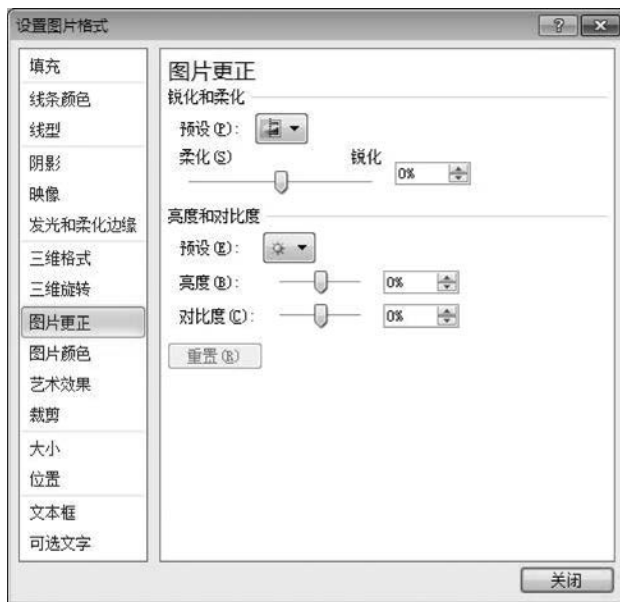 设置图片格式
填充
线条颜色
线型
阴影
映像
发光和柔化边缘
三维格式
三维旋转
图片更正
图片颜色
艺术效果
裁剪
大小
位置
文本框
可选文字
图片更正
锐化和柔化
预设(P):
柔化(S) 锐化
0%
亮度和对比度
预设(E):
亮度(B): 0%
对比度(C): 0%
重置(R)
关闭